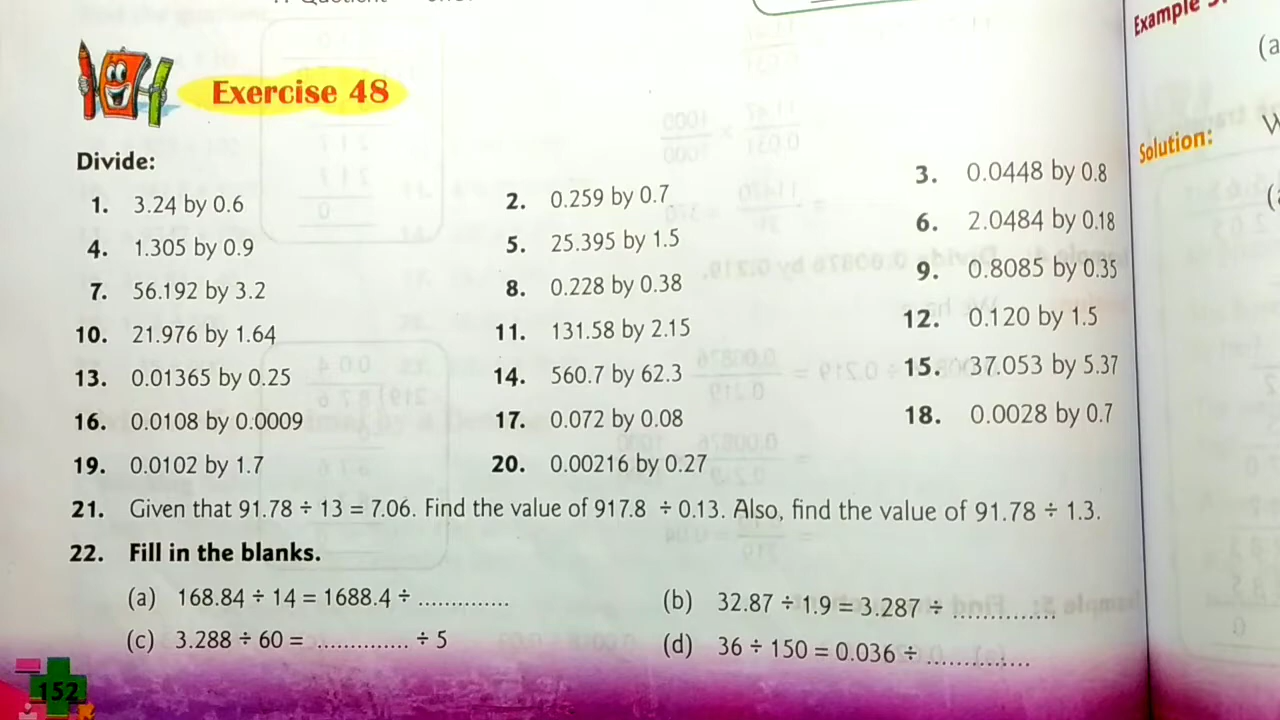 Exercise 48
Divide:
1. 3.24 by 0.6 2. 0.259 by 0.7 3. 0.0448 by 0.8
4. 1.305 by 0.9 5. 25.395 by 1.5 6. 2.0484 by 0.18
7. 56.192 by 3.2 8. 0.228 by 0.38 9. 0.8085 by 0.35
10. 21.976 by 1.64 11. 131.58 by 2.15 12. 0.120 by 1.5
13. 0.01365 by 0.25 14. 560.7 by 62.3 15. 37.053 by 5.37
16. 0.0108 by 0.0009 17. 0.072 by 0.08 18. 0.0028 by 0.7
19. 0.0102 by 1.7 20. 0.00216 by 0.27
21. Given that 91.78 ÷ 13 = 7.06. Find the value of 917.8 ÷ 0.13. Also, find the value of 91.78 ÷ 1.3.
22. Fill in the blanks.
(a) 168.84 ÷ 14 = 1688.4 ÷ .............. (b) 32.87 ÷ 1.9 = 3.287 ÷ ..............
(c) 3.288 ÷ 60 = .............. ÷ 5 (d) 36 ÷ 150 = 0.036 ÷ ..............
152
Example
Solution: